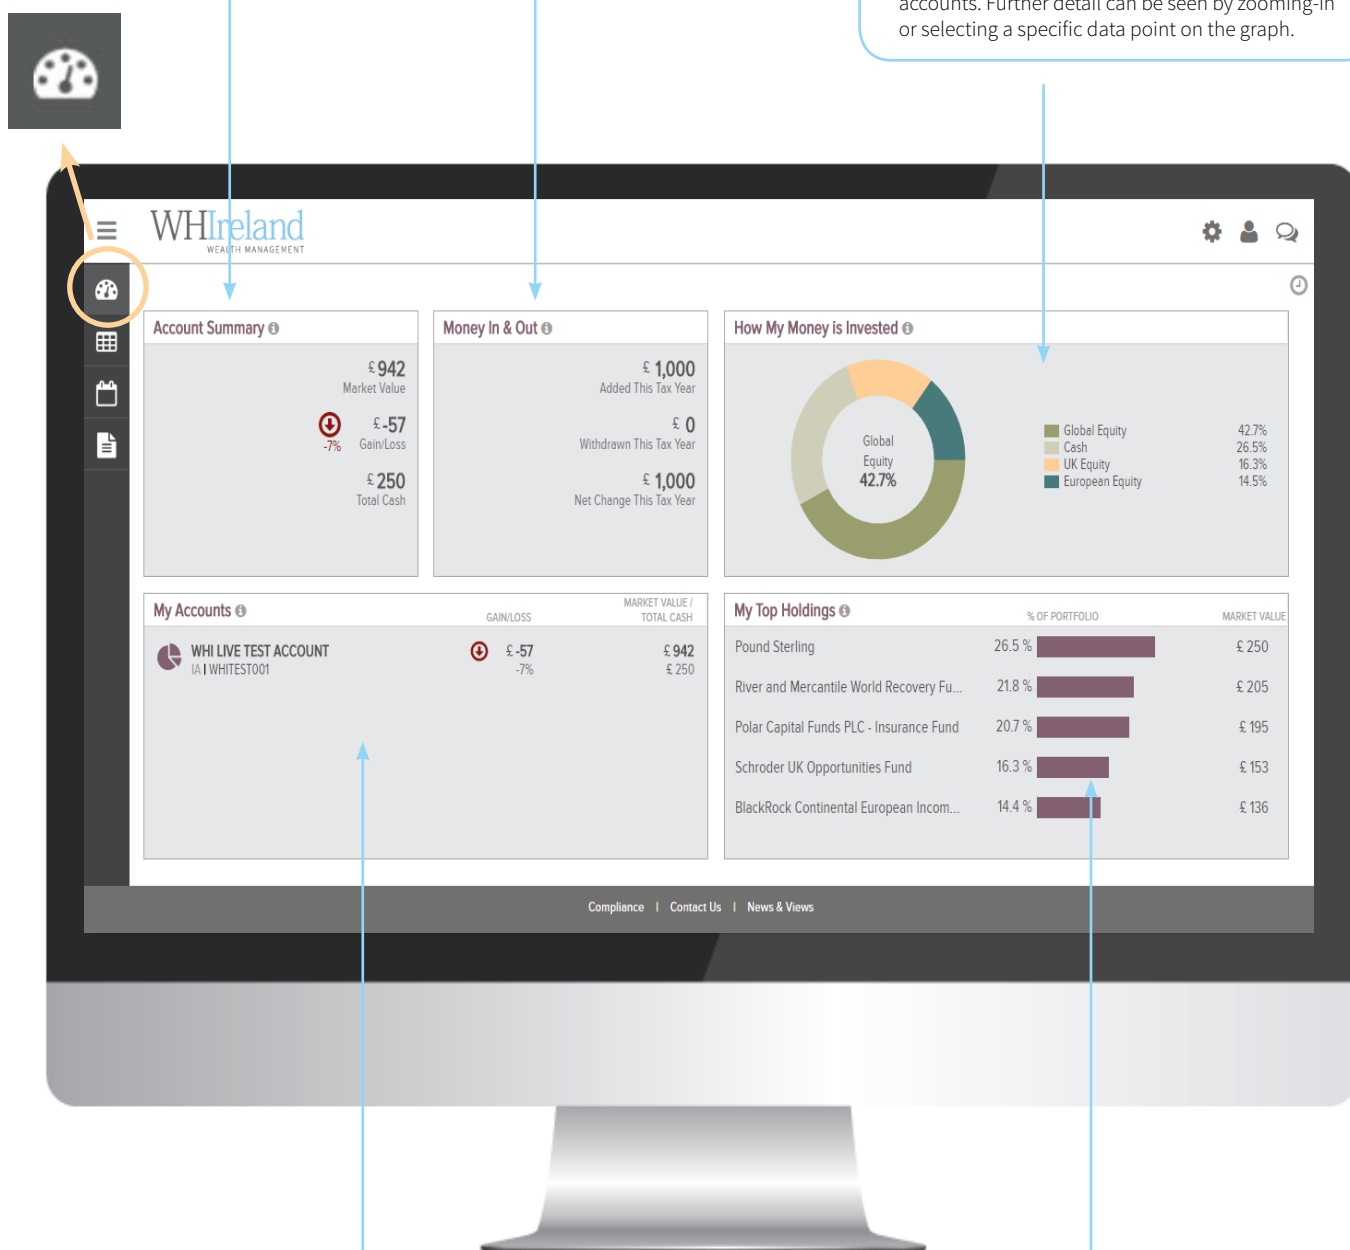 accounts. Further detail can be seen by zooming-in
or selecting a specific data point on the graph.
WHIreland
WEALTH MANAGEMENT
Account Summary
£ 942
Market Value
£ -57
-7% Gain/Loss
£ 250
Total Cash
Money In & Out
£ 1,000
Added This Tax Year
£ 0
Withdrawn This Tax Year
£ 1,000
Net Change This Tax Year
How My Money is Invested
Global
Equity
42.7%
Global Equity 42.7%
Cash 26.5%
UK Equity 16.3%
European Equity 14.5%
My Accounts
GAIN/LOSS
MARKET VALUE /
TOTAL CASH
WHI LIVE TEST ACCOUNT £ -57 £ 942
IA | WHITEST001 -7% £ 250
My Top Holdings % OF PORTFOLIO MARKET VALUE
Pound Sterling 26.5 % £ 250
River and Mercantile World Recovery Fu... 21.8 % £ 205
Polar Capital Funds PLC - Insurance Fund 20.7 % £ 195
Schroder UK Opportunities Fund 16.3 % £ 153
BlackRock Continental European Incom... 14.4 % £ 136
Compliance | Contact Us | News & Views